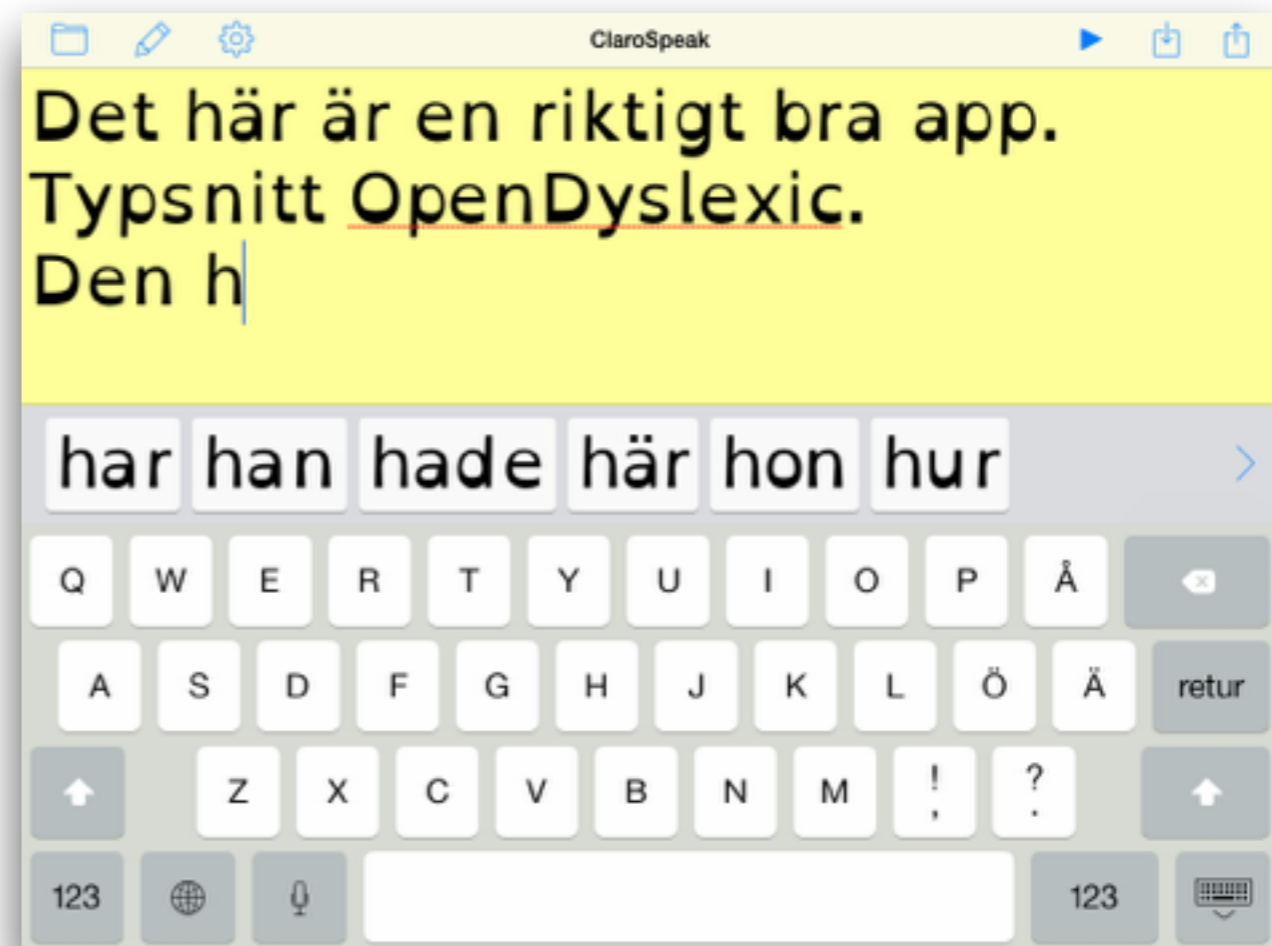 ClaroSpeak
Det här är en riktigt bra app.
Typsnitt OpenDyslexic.
Den h
har han hade här hon hur
Q W E R T Y U I O P Å
A S D F G H J K L Ö Ä retur
Z X C V B N M ! , ? .
123 123